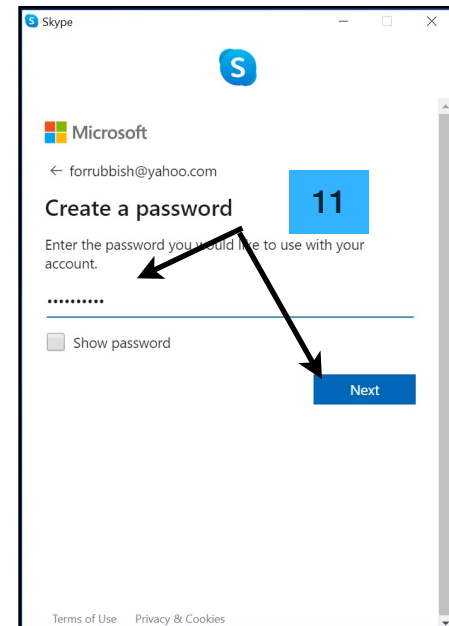 S Skype
S
Microsoft
← forrubbish@yahoo.com
11
Create a password
Enter the password you would like to use with your
account.
••••••••••
Show password
Next
Terms of Use Privacy & Cookies